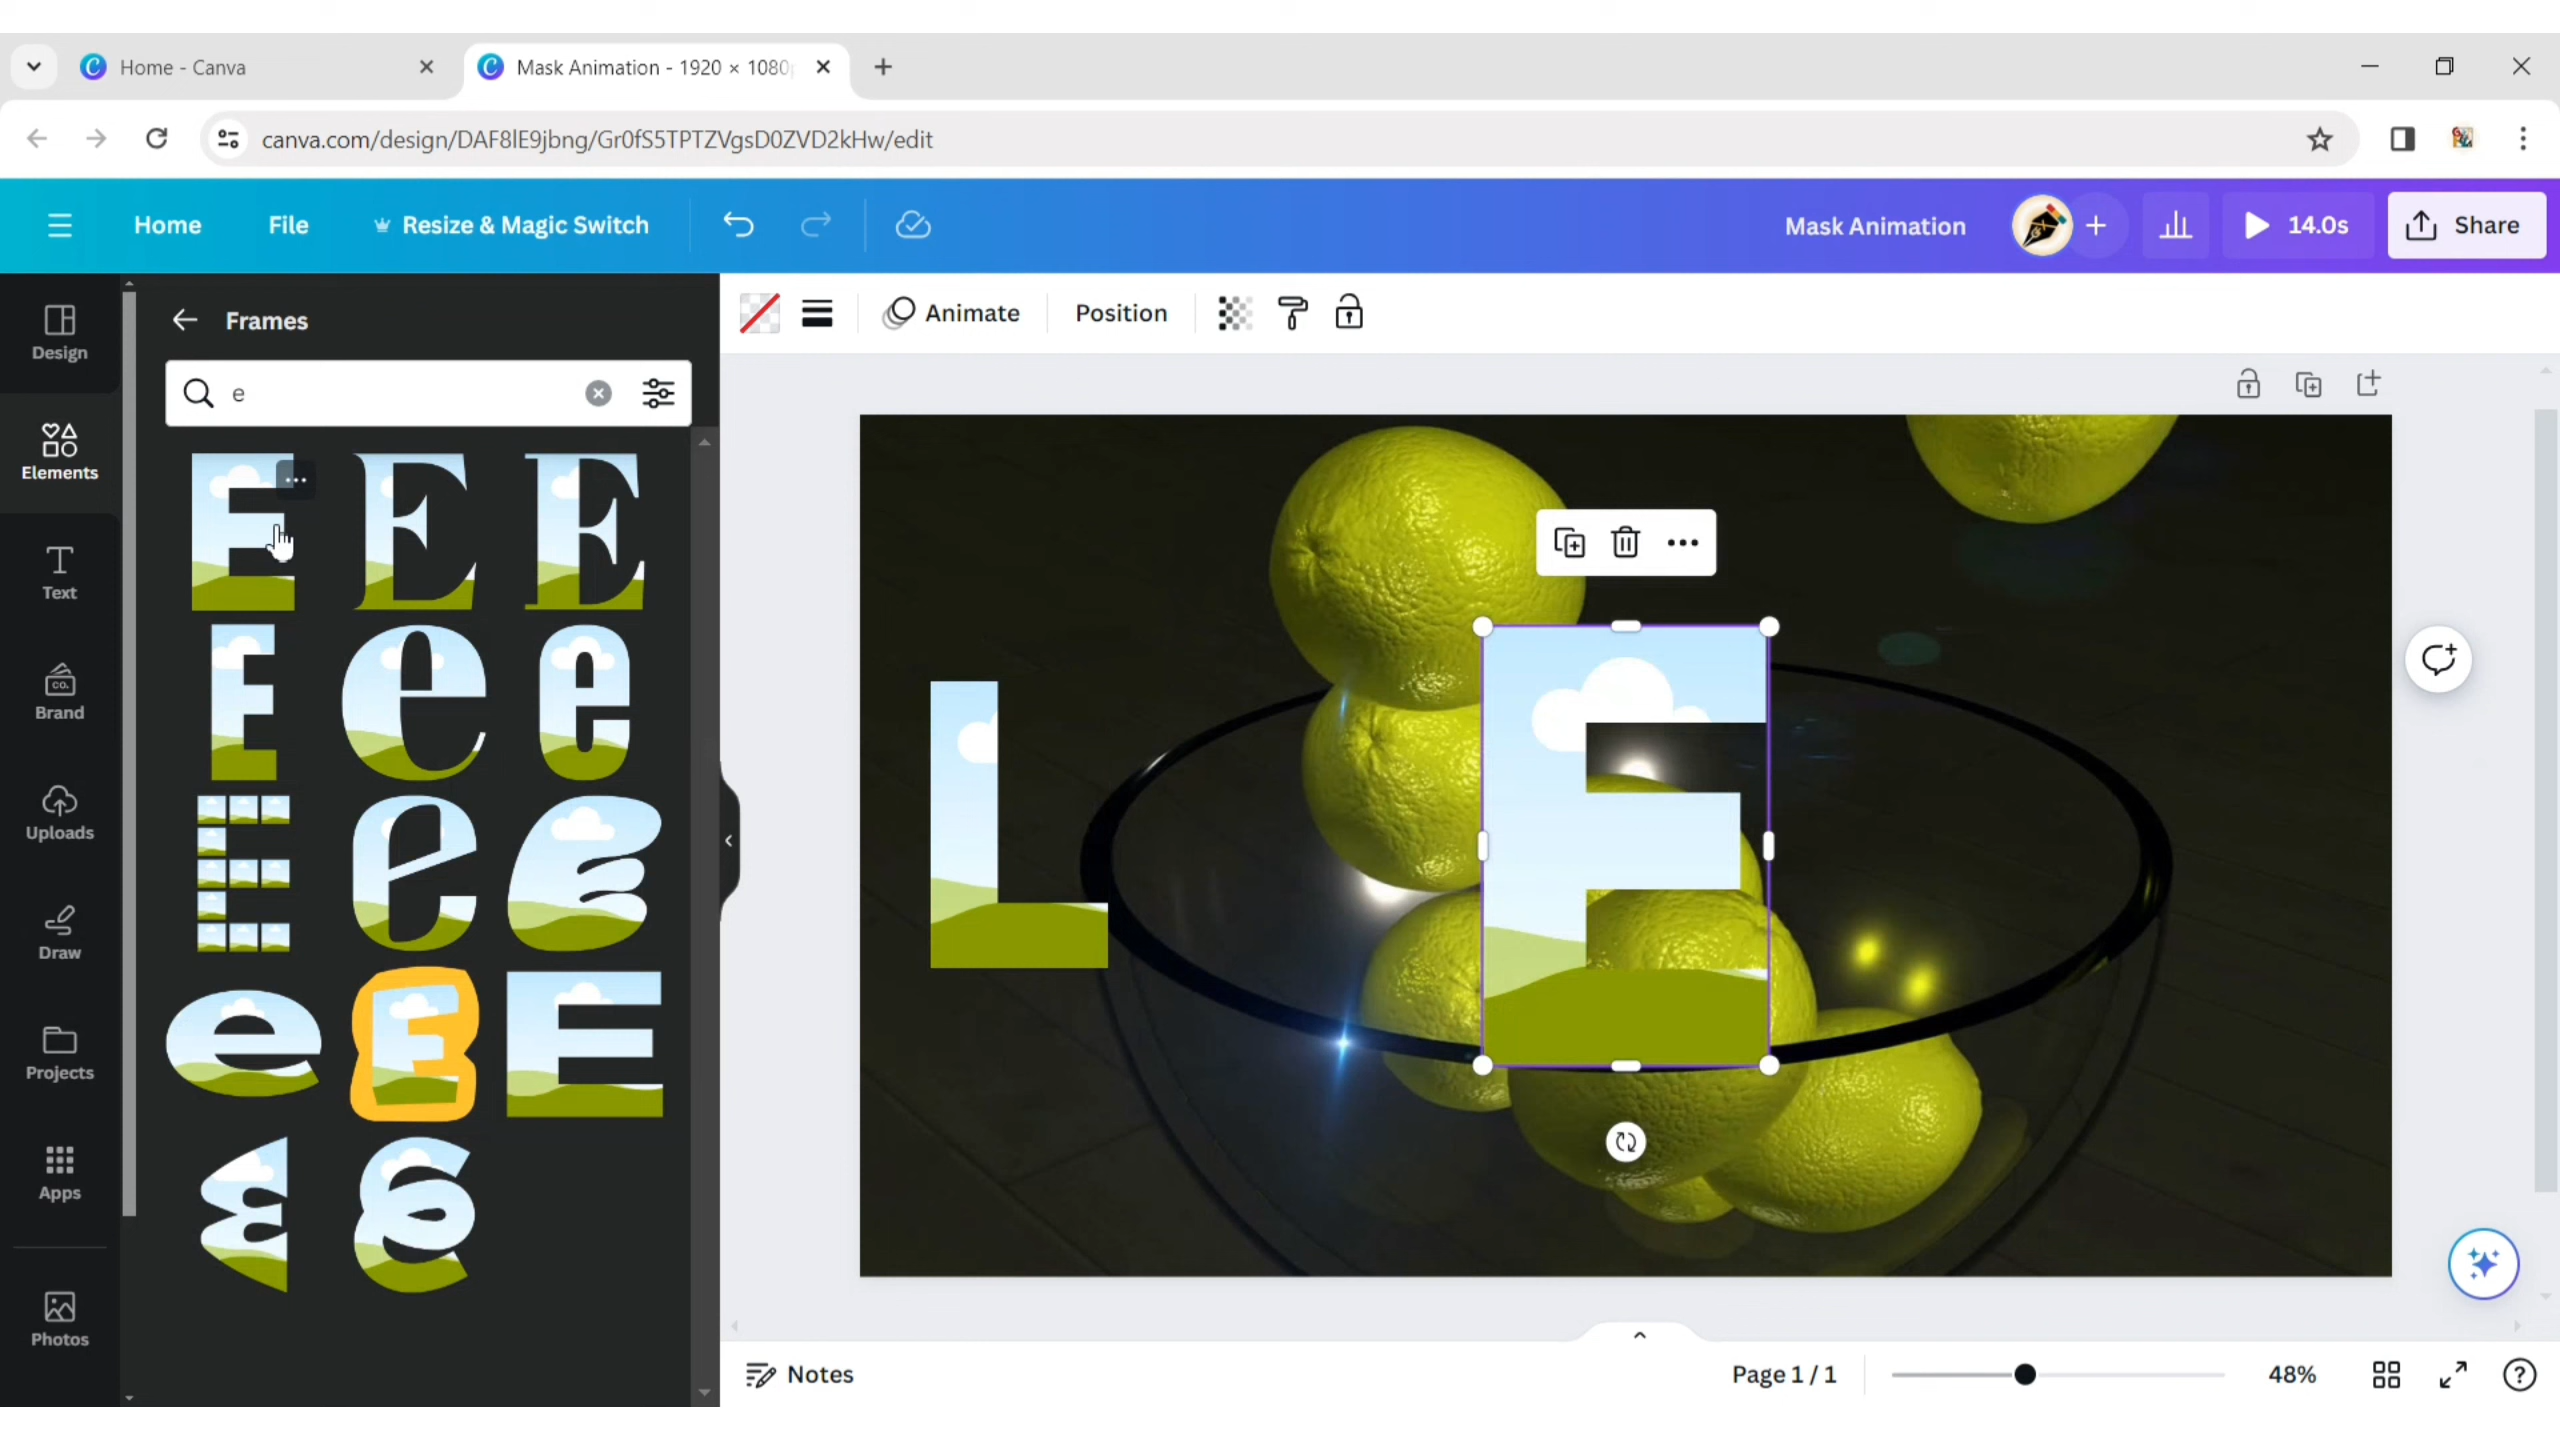 Home - Canva
Mask Animation - 1920 × 1080
canva.com/design/DAF8lE9jbng/Gr0fS5TPTZVgsD0ZVD2kHw/edit
Home
File
Resize & Magic Switch
Mask Animation
14.0s
Share
Design
Elements
Text
Brand
Uploads
Draw
Projects
Apps
Photos
CO.
Frames
e
E E E
E e e
E e e
e E E
E e
Animate
Position
L E
Notes
Page 1 / 1
48%